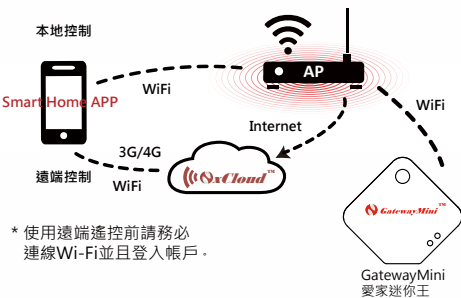 本地控制
AP
WiFi
Smart Home APP
WiFi
Internet
3G/4G
遠端控制
WiFi
NxCloud™
GatewayMini™
* 使用遠端遙控前請務必
連線Wi-Fi並且登入帳戶。
GatewayMini
愛家迷你王